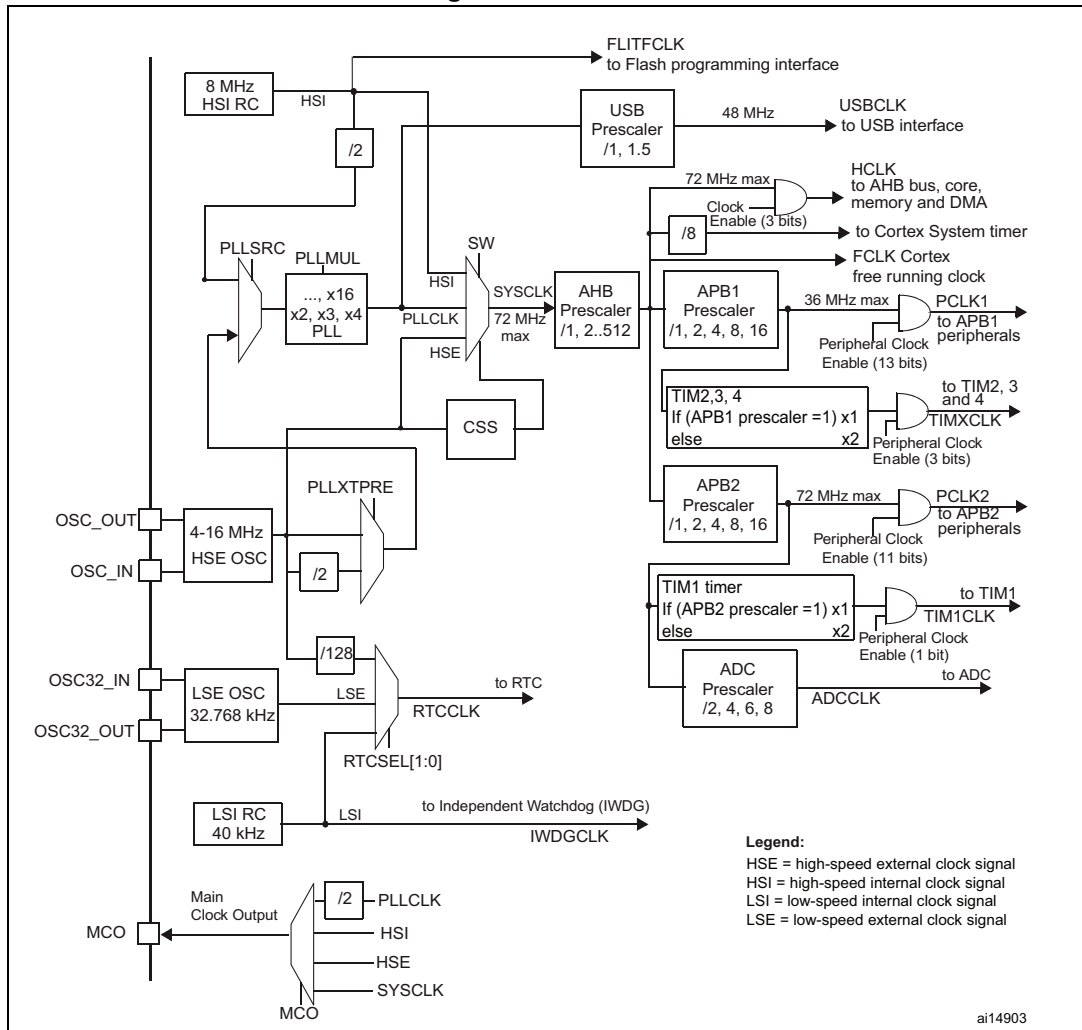 FLITFCLK
to Flash programming interface
8 MHz
HSI RC
HSI
/2
USB
Prescaler
/1, 1.5
48 MHz
USBCLK
to USB interface
72 MHz max
Clock
Enable (3 bits)
HCLK
to AHB bus, core,
memory and DMA
/8
to Cortex System timer
FCLK Cortex
free running clock
PLLSRC
PLLMUL
..., x16
x2, x3, x4
PLL
SW
HSI
PLLCLK
HSE
SYSCLK
72 MHz
max
AHB
Prescaler
/1, 2..512
APB1
Prescaler
/1, 2, 4, 8, 16
36 MHz max
PCLK1
to APB1
peripherals
Peripheral Clock
Enable (13 bits)
TIM2,3, 4
If (APB1 prescaler =1) x1
else x2
to TIM2, 3
and 4
TIMXCLK
Peripheral Clock
Enable (3 bits)
CSS
PLLXTPRE
OSC_OUT
OSC_IN
4-16 MHz
HSE OSC
/2
APB2
Prescaler
/1, 2, 4, 8, 16
72 MHz max
PCLK2
to APB2
peripherals
Peripheral Clock
Enable (11 bits)
TIM1 timer
If (APB2 prescaler =1) x1
else x2
to TIM1
TIM1CLK
Peripheral Clock
Enable (1 bit)
/128
OSC32_IN
OSC32_OUT
LSE OSC
32.768 kHz
LSE
to RTC
RTCCLK
RTCSEL[1:0]
ADC
Prescaler
/2, 4, 6, 8
to ADC
ADCCLK
LSI RC
40 kHz
LSI
to Independent Watchdog (IWDG)
IWDGCLK
Legend:
HSE = high-speed external clock signal
HSI = high-speed internal clock signal
LSI = low-speed internal clock signal
LSE = low-speed external clock signal
MCO
Main
Clock Output
/2
PLLCLK
HSI
HSE
SYSCLK
MCO
ai14903